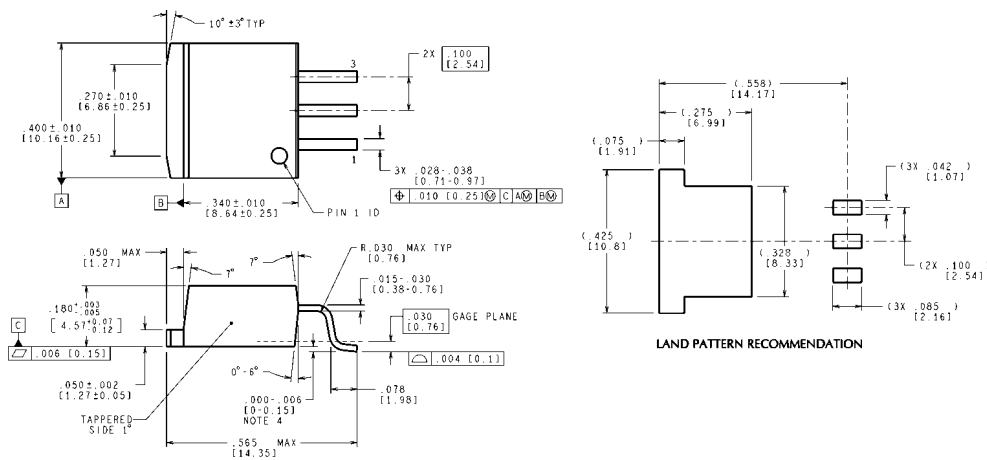 10° ±3° TYP
3
2X .100
[2.54]
.270±.010
[6.86±0.25]
.400±.010
[10.16±0.25]
1
3X .028-.038
[0.71-0.97]
⌖ .010 [0.25]Ⓜ C AⓂ BⓂ
A
B
.340±.010
[8.64±0.25]
PIN 1 ID
.050 MAX
[1.27]
7°
7°
R.030 MAX TYP
[0.76]
.015-.030
[0.38-0.76]
.180+.003
-.005
[4.57+0.07
-0.12]
.030
[0.76]
GAGE PLANE
C
⏥ .006 [0.15]
⌓ .004 [0.1]
0°-6°
.050±.002
[1.27±0.05]
.078
[1.98]
.000-.006
[0-0.15]
NOTE 4
TAPPERED
SIDE 1°
.565 MAX
[14.35]
(.558)
[14.17]
(.275)
[6.99]
(.075)
[1.91]
(3X .042)
[1.07]
(.425)
[10.8]
(.328)
[8.33]
(2X .100
[2.54]
(3X .085)
[2.16]
LAND PATTERN RECOMMENDATION